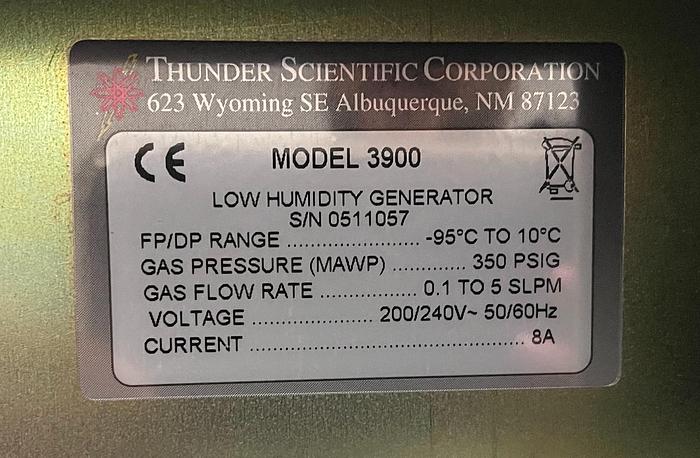 THUNDER SCIENTIFIC CORPORATION
623 Wyoming SE Albuquerque, NM 87123
CE MODEL 3900
LOW HUMIDITY GENERATOR
S/N 0511057
FP/DP RANGE ...................... -95°C TO 10°C
GAS PRESSURE (MAWP) ............ 350 PSIG
GAS FLOW RATE ................ 0.1 TO 5 SLPM
VOLTAGE .................... 200/240V~ 50/60Hz
CURRENT .............................................. 8A